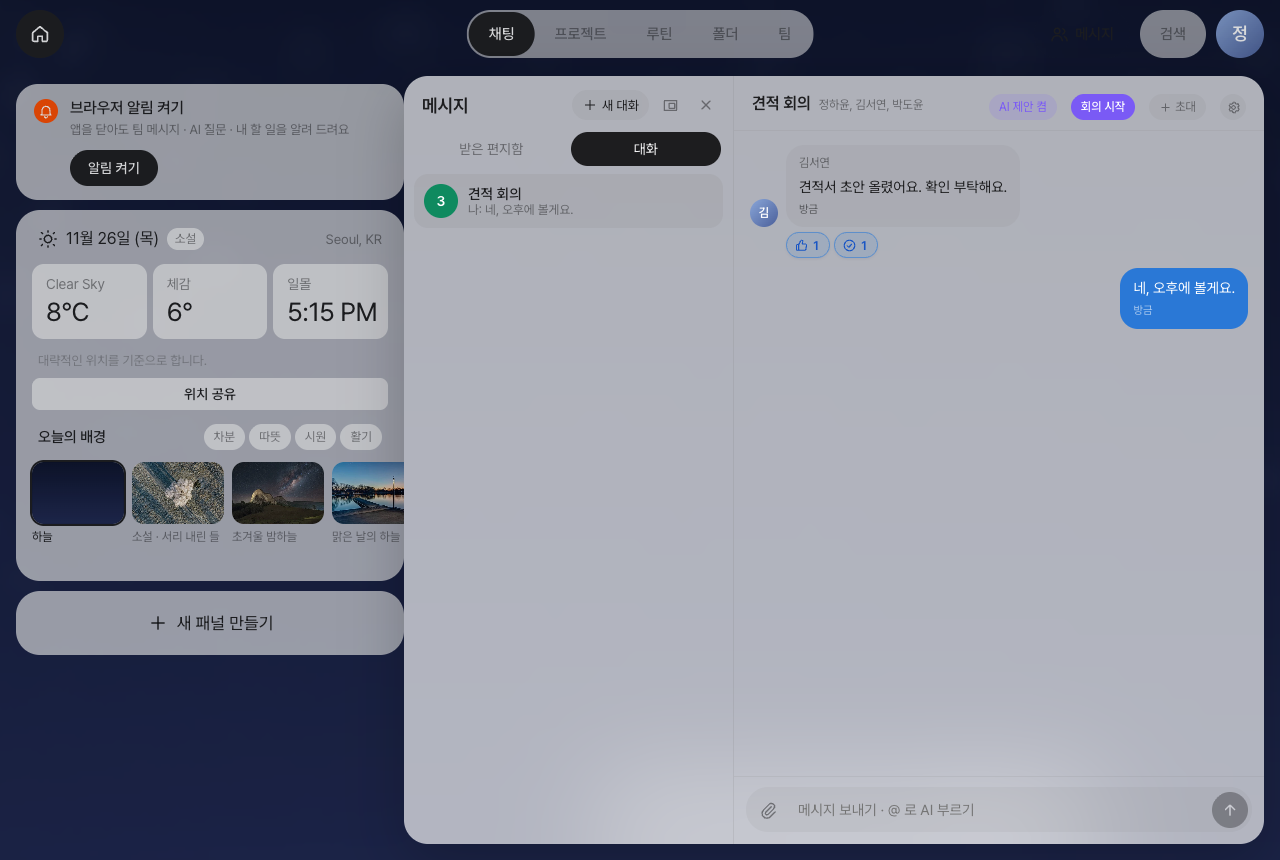 채팅
프로젝트
루틴
폴더
팀
메시지
검색
정
브라우저 알림 켜기
앱을 닫아도 팀 메시지 · AI 질문 · 내 할 일을 알려 드려요
알림 켜기
11월 26일 (목)
소설
Seoul, KR
Clear Sky
8°C
체감
6°
일몰
5:15 PM
대략적인 위치를 기준으로 합니다.
위치 공유
오늘의 배경
차분
따뜻
시원
활기
하늘
소설 · 서리 내린 들
초겨울 밤하늘
맑은 날의 하늘
+ 새 패널 만들기
메시지
+ 새 대화
받은 편지함
대화
3
견적 회의
나: 네, 오후에 볼게요.
견적 회의
정하윤, 김서연, 박도윤
AI 제안 켬
회의 시작
+ 초대
김서연
견적서 초안 올렸어요. 확인 부탁해요.
방금
김
1
1
네, 오후에 볼게요.
방금
메시지 보내기 · @ 로 AI 부르기